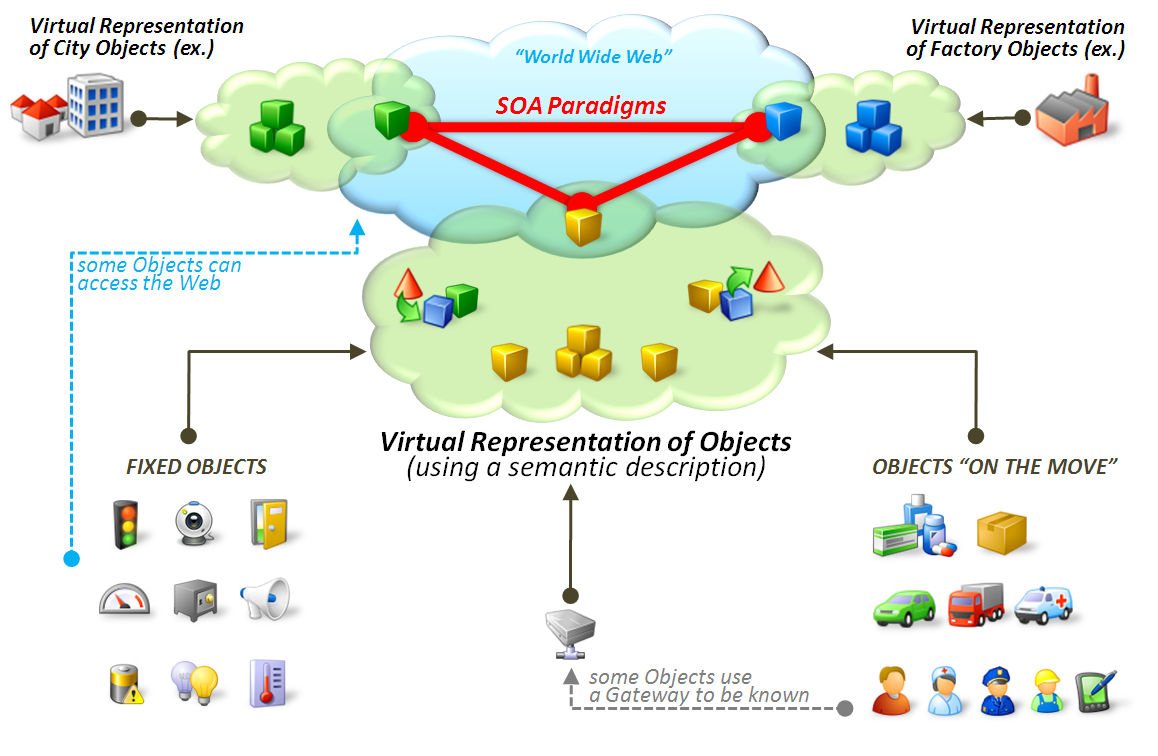 Virtual Representation
of City Objects (ex.)
Virtual Representation
of Factory Objects (ex.)
“World Wide Web”
SOA Paradigms
some Objects can
access the Web
Virtual Representation of Objects
(using a semantic description)
FIXED OBJECTS
OBJECTS “ON THE MOVE”
some Objects use
a Gateway to be known